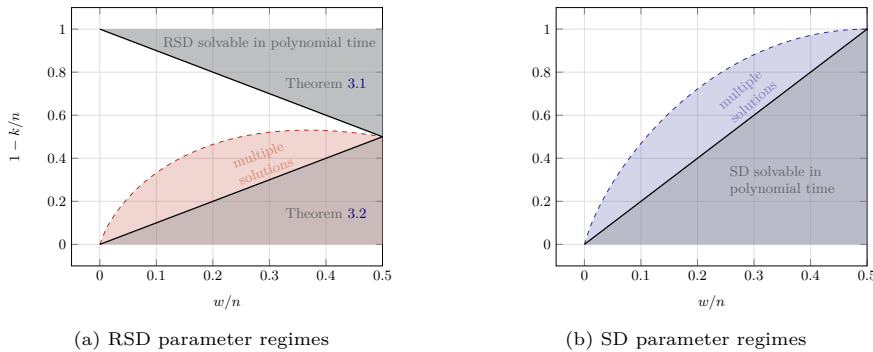 1
0.8
0.6
0.4
0.2
0
1 − k/n
RSD solvable in polynomial time
Theorem 3.1
multiple
solutions
Theorem 3.2
0
0.1
0.2
0.3
0.4
0.5
w/n
(a) RSD parameter regimes
1
0.8
0.6
0.4
0.2
0
multiple
solutions
SD solvable in
polynomial time
0
0.1
0.2
0.3
0.4
0.5
w/n
(b) SD parameter regimes